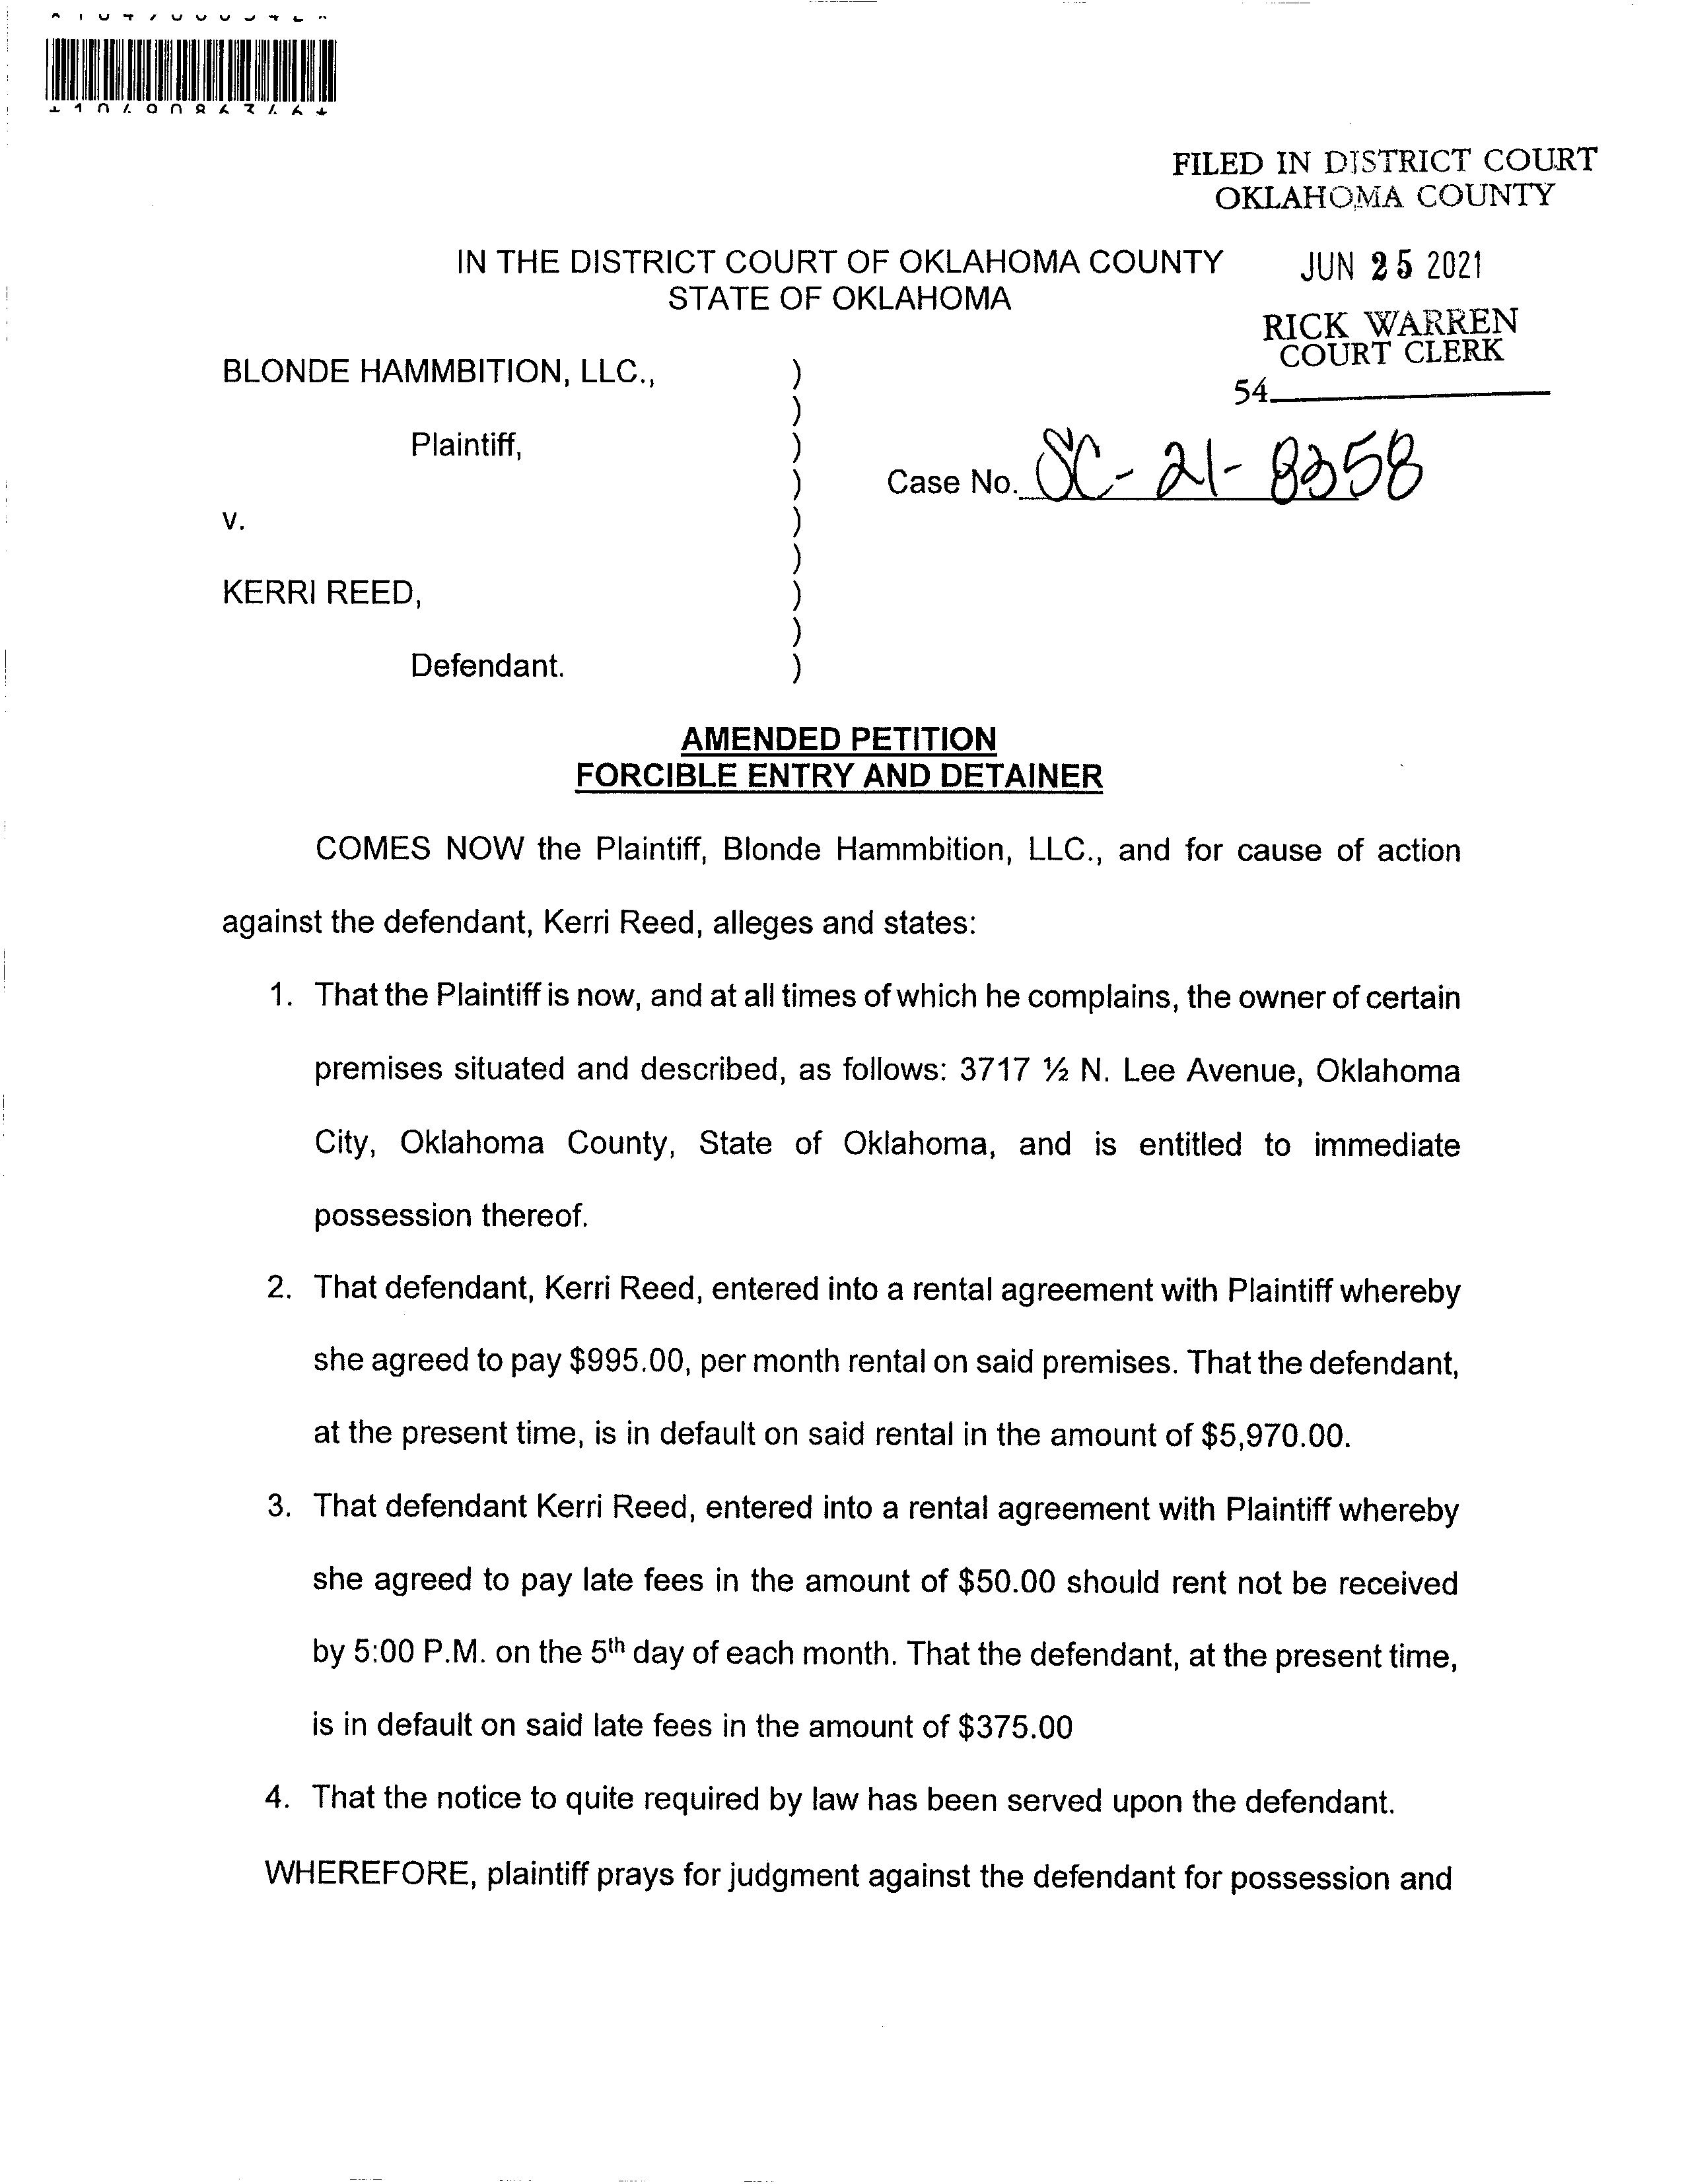 FILED IN DISTRICT COURT
OKLAHOMA COUNTY
IN THE DISTRICT COURT OF OKLAHOMA COUNTY
JUN 25 2021
STATE OF OKLAHOMA
RICK WARREN
COURT CLERK
54
BLONDE HAMMBITION, LLC., )
)
Plaintiff, )
) Case No. SC-21-8358
v. )
)
KERRI REED, )
)
Defendant. )
AMENDED PETITION
FORCIBLE ENTRY AND DETAINER
COMES NOW the Plaintiff, Blonde Hammbition, LLC., and for cause of action
against the defendant, Kerri Reed, alleges and states:
1. That the Plaintiff is now, and at all times of which he complains, the owner of certain
premises situated and described, as follows: 3717 ½ N. Lee Avenue, Oklahoma
City, Oklahoma County, State of Oklahoma, and is entitled to immediate
possession thereof.
2. That defendant, Kerri Reed, entered into a rental agreement with Plaintiff whereby
she agreed to pay $995.00, per month rental on said premises. That the defendant,
at the present time, is in default on said rental in the amount of $5,970.00.
3. That defendant Kerri Reed, entered into a rental agreement with Plaintiff whereby
she agreed to pay late fees in the amount of $50.00 should rent not be received
by 5:00 P.M. on the 5th day of each month. That the defendant, at the present time,
is in default on said late fees in the amount of $375.00
4. That the notice to quite required by law has been served upon the defendant.
WHEREFORE, plaintiff prays for judgment against the defendant for possession and